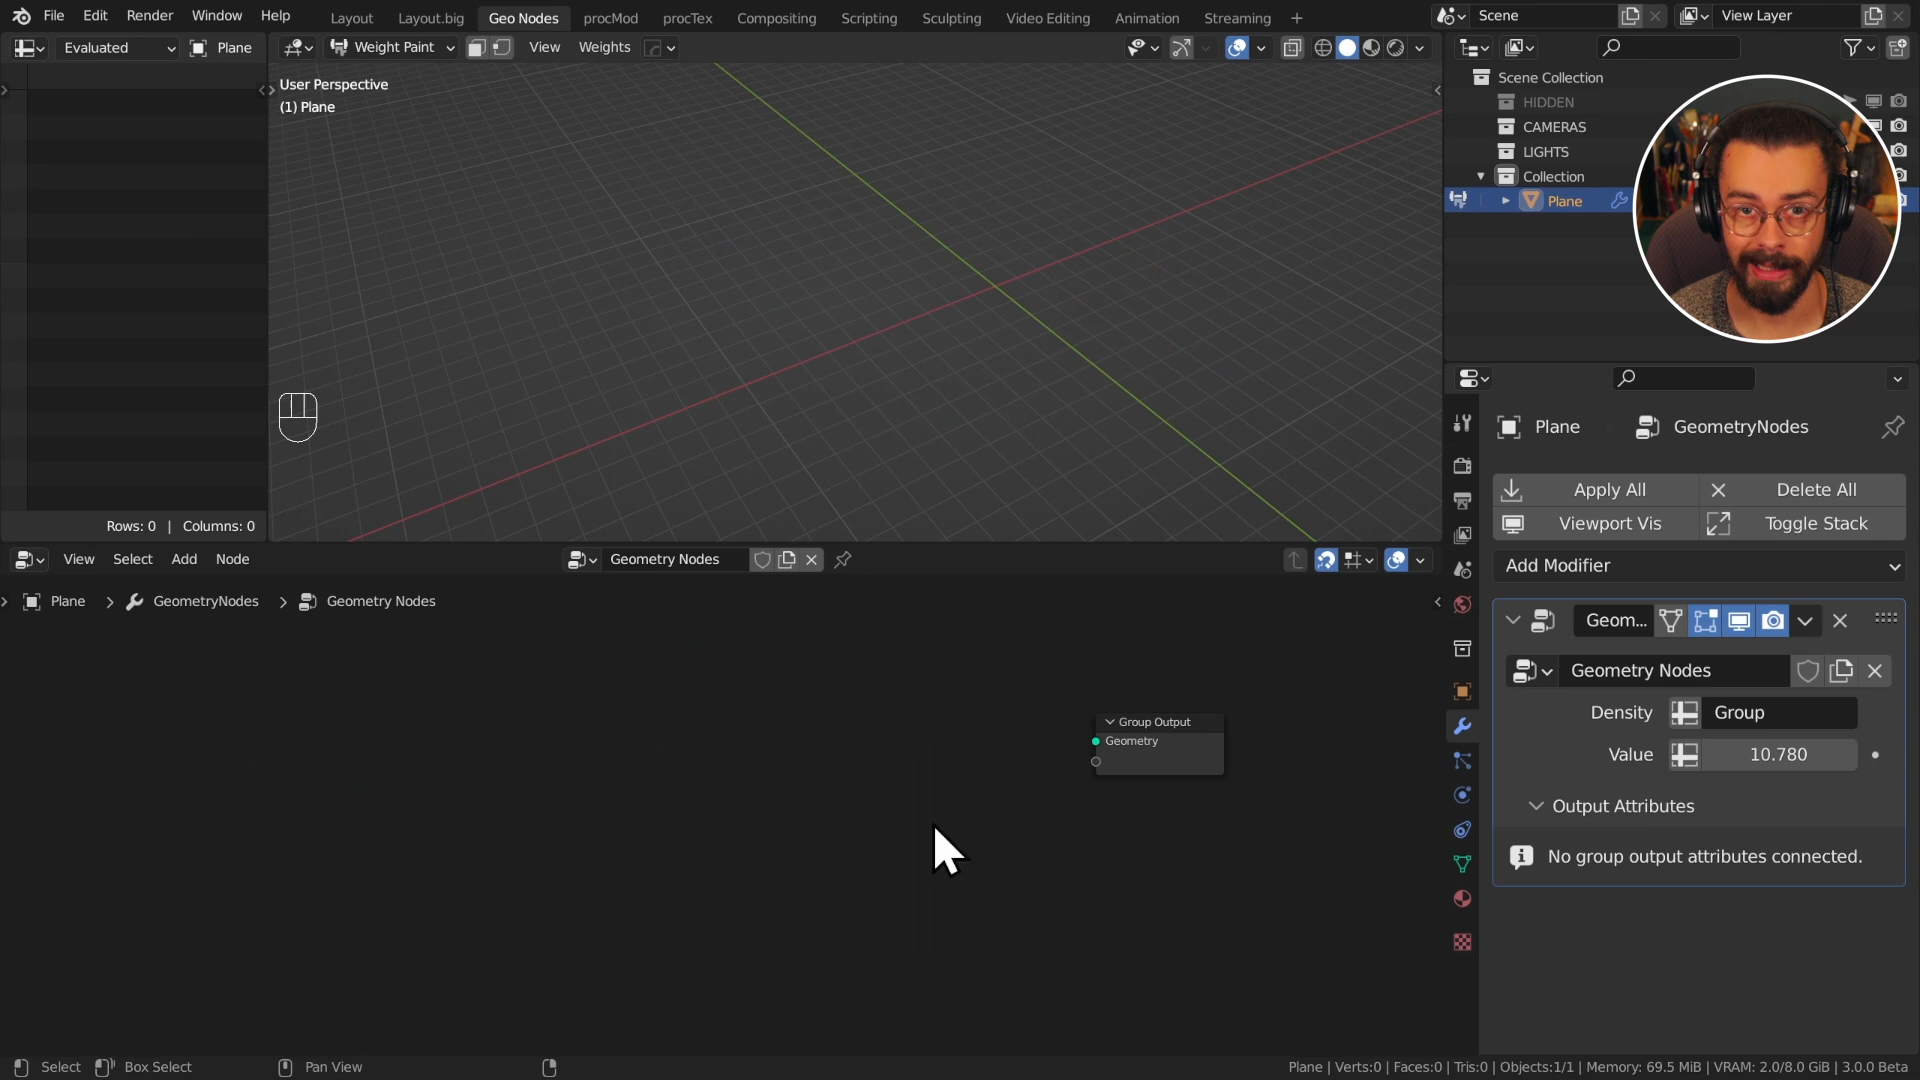 File Edit Render Window Help
Layout Layout.big Geo Nodes procMod procTex Compositing Scripting Sculpting Video Editing Animation Streaming +
Scene
View Layer
Evaluated
Plane
Weight Paint
View Weights
User Perspective
(1) Plane
Scene Collection
HIDDEN
CAMERAS
LIGHTS
Collection
Plane
Rows: 0 | Columns: 0
View Select Add Node
Geometry Nodes
Plane > GeometryNodes > Geometry Nodes
Group Output
Geometry
Plane GeometryNodes
Apply All Delete All
Viewport Vis Toggle Stack
Add Modifier
Geom...
Geometry Nodes
Density Group
Value 10.780
Output Attributes
No group output attributes connected.
Select Box Select Pan View
Plane | Verts:0 | Faces:0 | Tris:0 | Objects:1/1 | Memory: 69.5 MiB | VRAM: 2.0/8.0 GiB | 3.0.0 Beta